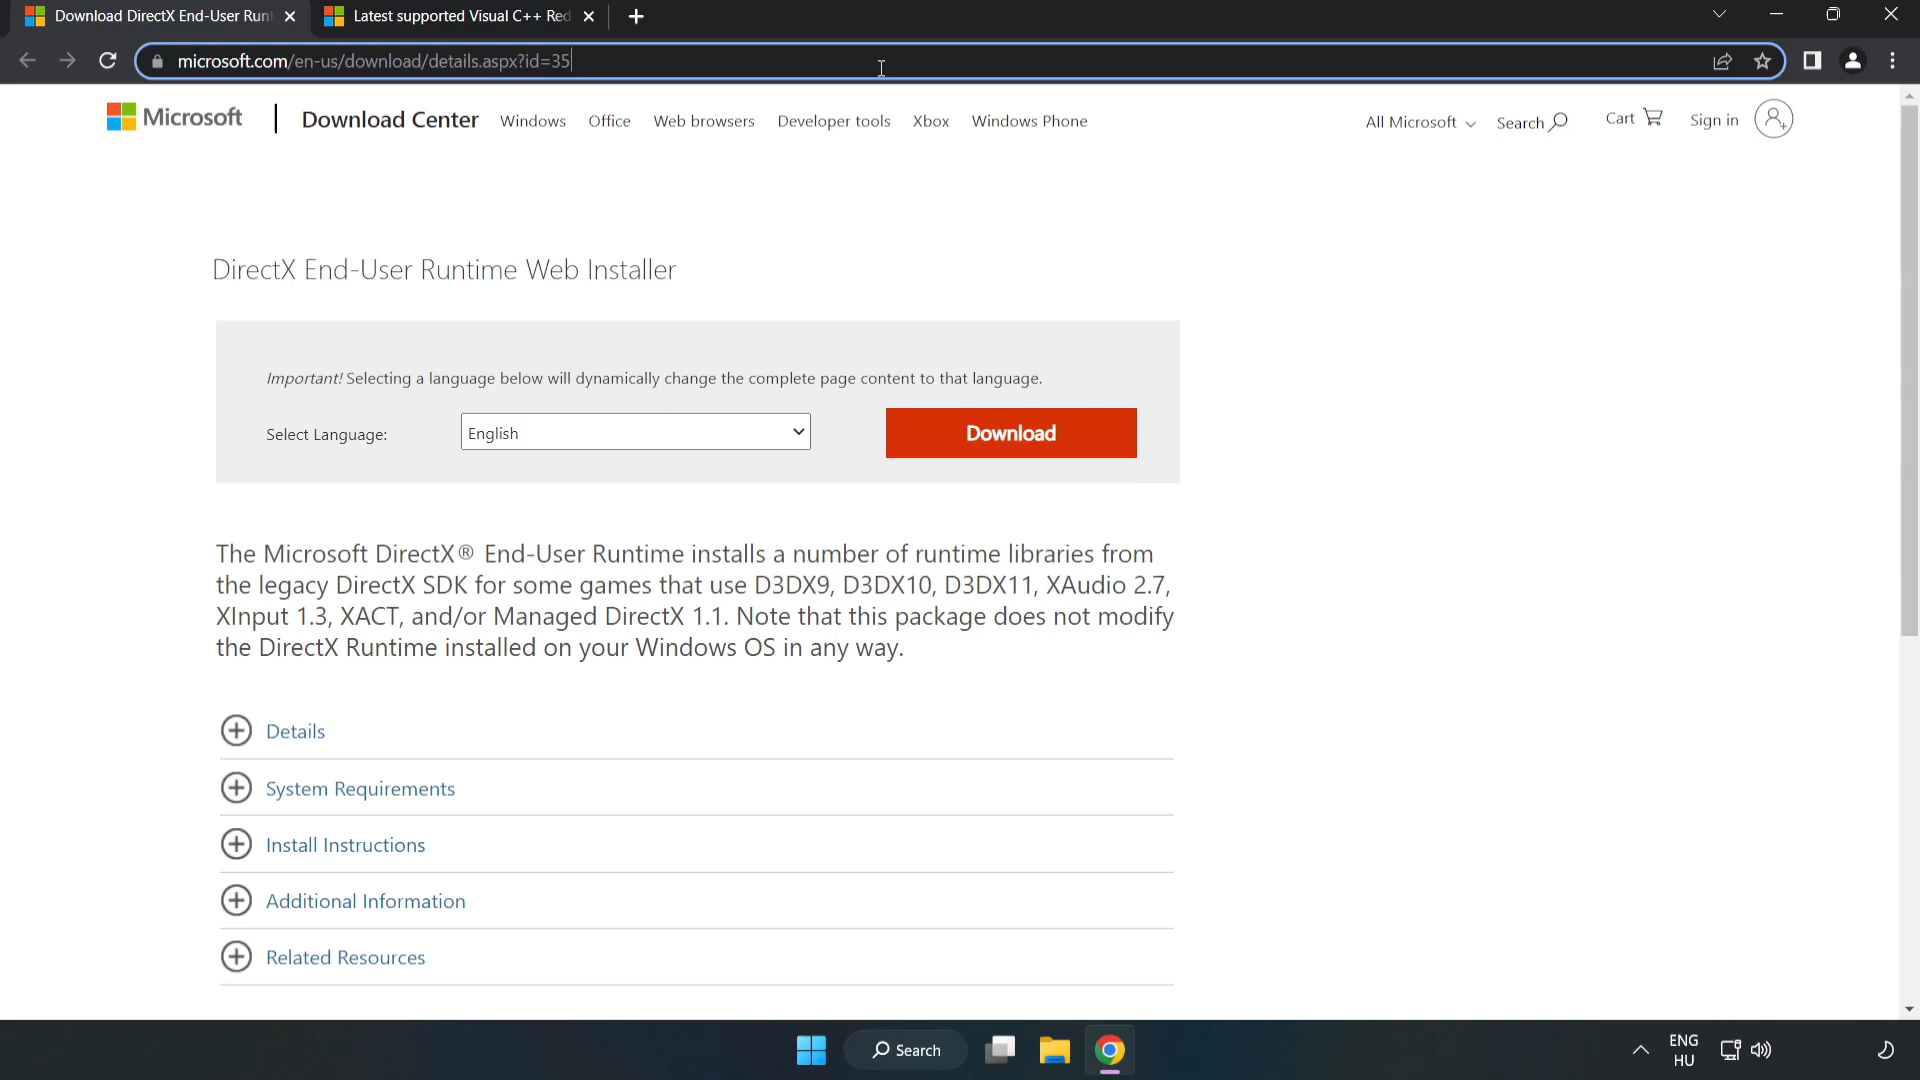 Download DirectX End-User Runt
Latest supported Visual C++ Red
microsoft.com/en-us/download/details.aspx?id=35
Microsoft
Download Center
Windows
Office
Web browsers
Developer tools
Xbox
Windows Phone
All Microsoft
Search
Cart
Sign in
DirectX End-User Runtime Web Installer
Important! Selecting a language below will dynamically change the complete page content to that language.
Select Language:
English
Download
The Microsoft DirectX® End-User Runtime installs a number of runtime libraries from
the legacy DirectX SDK for some games that use D3DX9, D3DX10, D3DX11, XAudio 2.7,
XInput 1.3, XACT, and/or Managed DirectX 1.1. Note that this package does not modify
the DirectX Runtime installed on your Windows OS in any way.
Details
System Requirements
Install Instructions
Additional Information
Related Resources
Search
ENG
HU